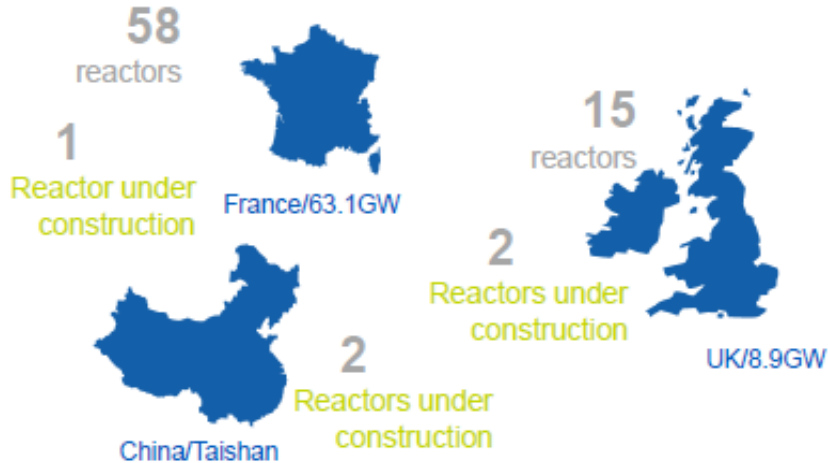 58
reactors
1
Reactor under
construction
France/63.1GW
15
reactors
2
Reactors under
construction
UK/8.9GW
2
Reactors under
construction
China/Taishan